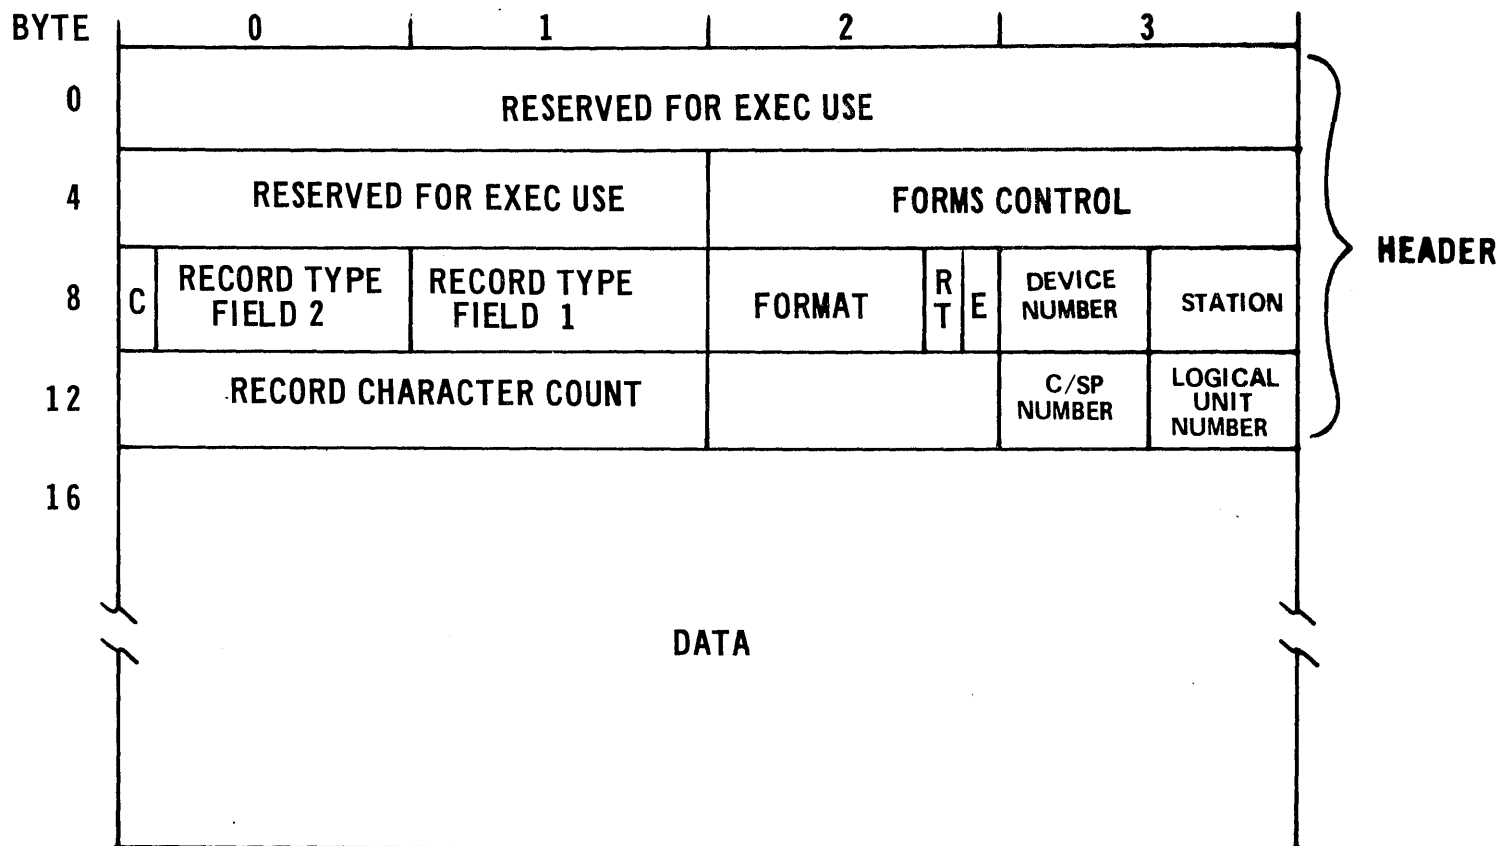 BYTE 0 1 2 3
0 RESERVED FOR EXEC USE
4 RESERVED FOR EXEC USE FORMS CONTROL
HEADER
8 C RECORD TYPE FIELD 2 RECORD TYPE FIELD 1 FORMAT RT E DEVICE NUMBER STATION
12 RECORD CHARACTER COUNT C/SP NUMBER LOGICAL UNIT NUMBER
16
DATA